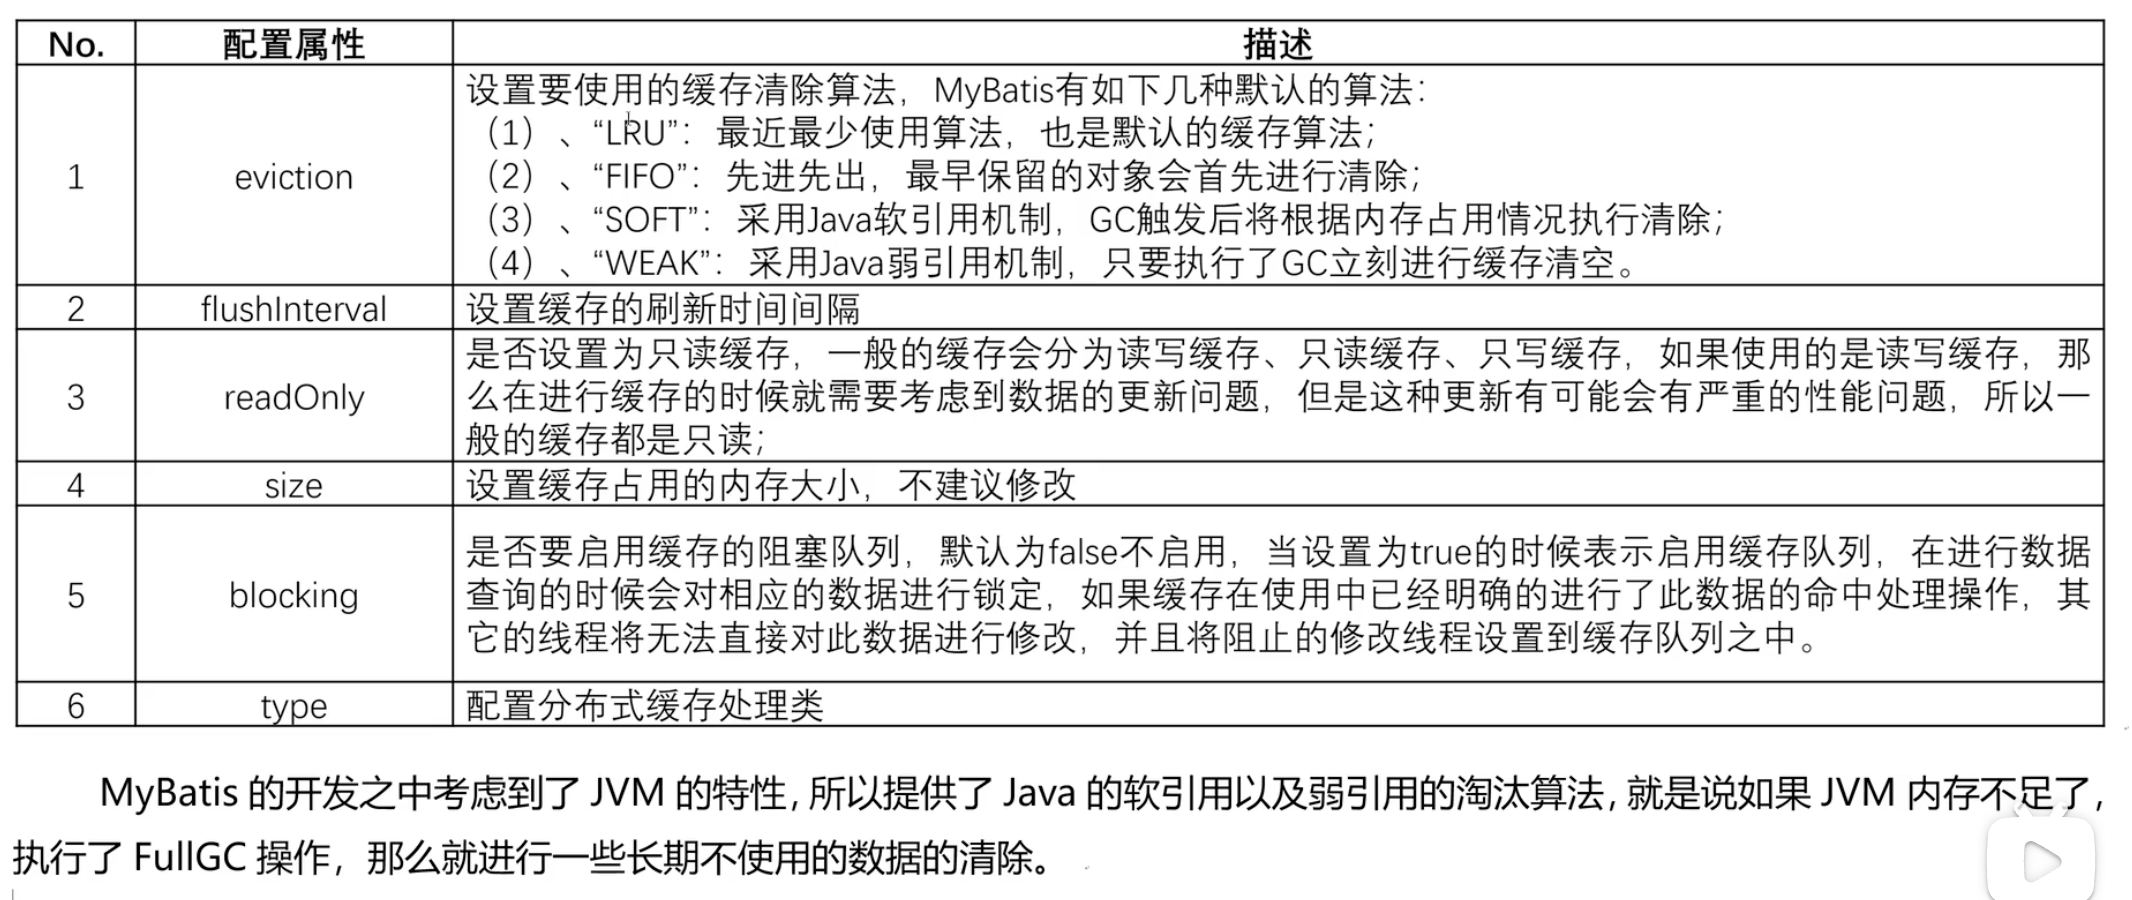 No. 配置属性 描述
设置要使用的缓存清除算法，MyBatis有如下几种默认的算法：
（1）、“LRU”：最近最少使用算法，也是默认的缓存算法；
1 eviction （2）、“FIFO”：先进先出，最早保留的对象会首先进行清除；
（3）、“SOFT”：采用Java软引用机制，GC触发后将根据内存占用情况执行清除；
（4）、“WEAK”：采用Java弱引用机制，只要执行了GC立刻进行缓存清空。
2 flushInterval 设置缓存的刷新时间间隔
是否设置为只读缓存，一般的缓存会分为读写缓存、只读缓存、只写缓存，如果使用的是读写缓存，那
3 readOnly 么在进行缓存的时候就需要考虑到数据的更新问题，但是这种更新有可能会有严重的性能问题，所以一
般的缓存都是只读；
4 size 设置缓存占用的内存大小，不建议修改
是否要启用缓存的阻塞队列，默认为false不启用，当设置为true的时候表示启用缓存队列，在进行数据
5 blocking 查询的时候会对相应的数据进行锁定，如果缓存在使用中已经明确的进行了此数据的命中处理操作，其
它的线程将无法直接对此数据进行修改，并且将阻止的修改线程设置到缓存队列之中。
6 type 配置分布式缓存处理类
MyBatis 的开发之中考虑到了 JVM 的特性，所以提供了 Java 的软引用以及弱引用的淘汰算法，就是说如果 JVM 内存不足了，
执行了 FullGC 操作，那么就进行一些长期不使用的数据的清除。